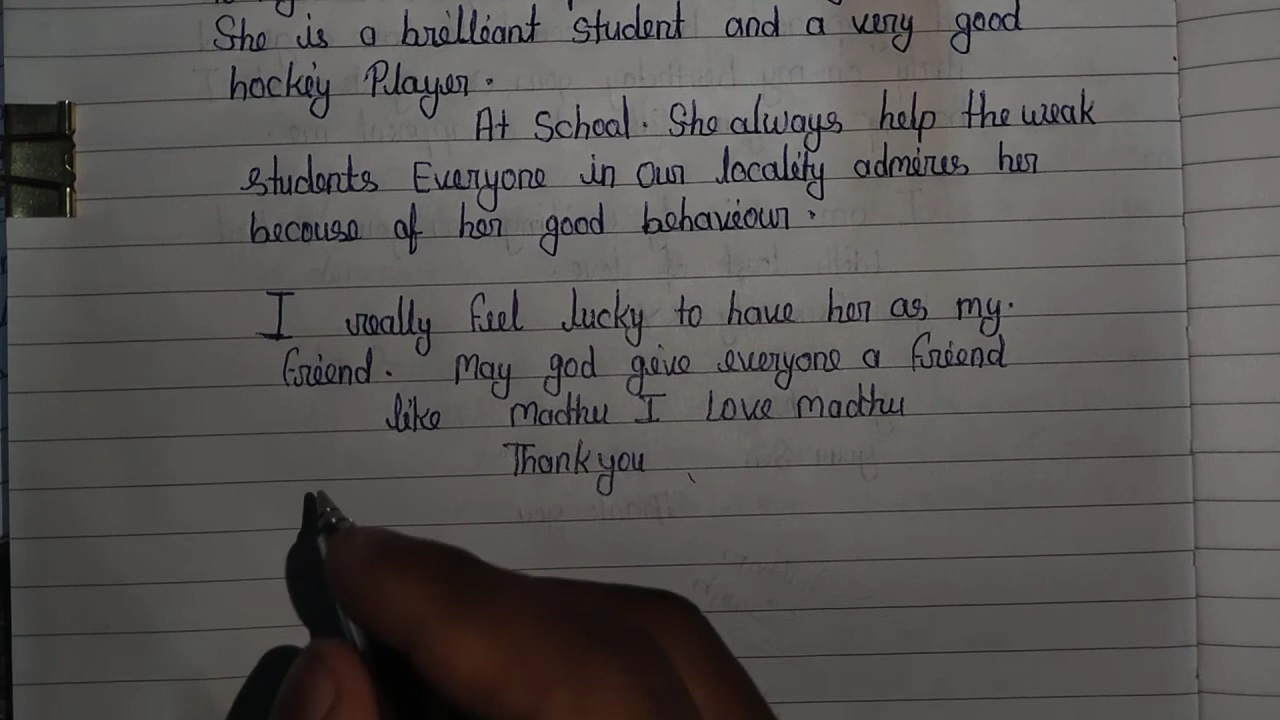 She is a brilliant student and a very good
hockey Player.
At School. She always help the weak
students Everyone in our locality admires her
because of her good behaviour.
I really feel lucky to have her as my.
friend. May god give everyone a friend
like madhu I Love madhu
Thank you